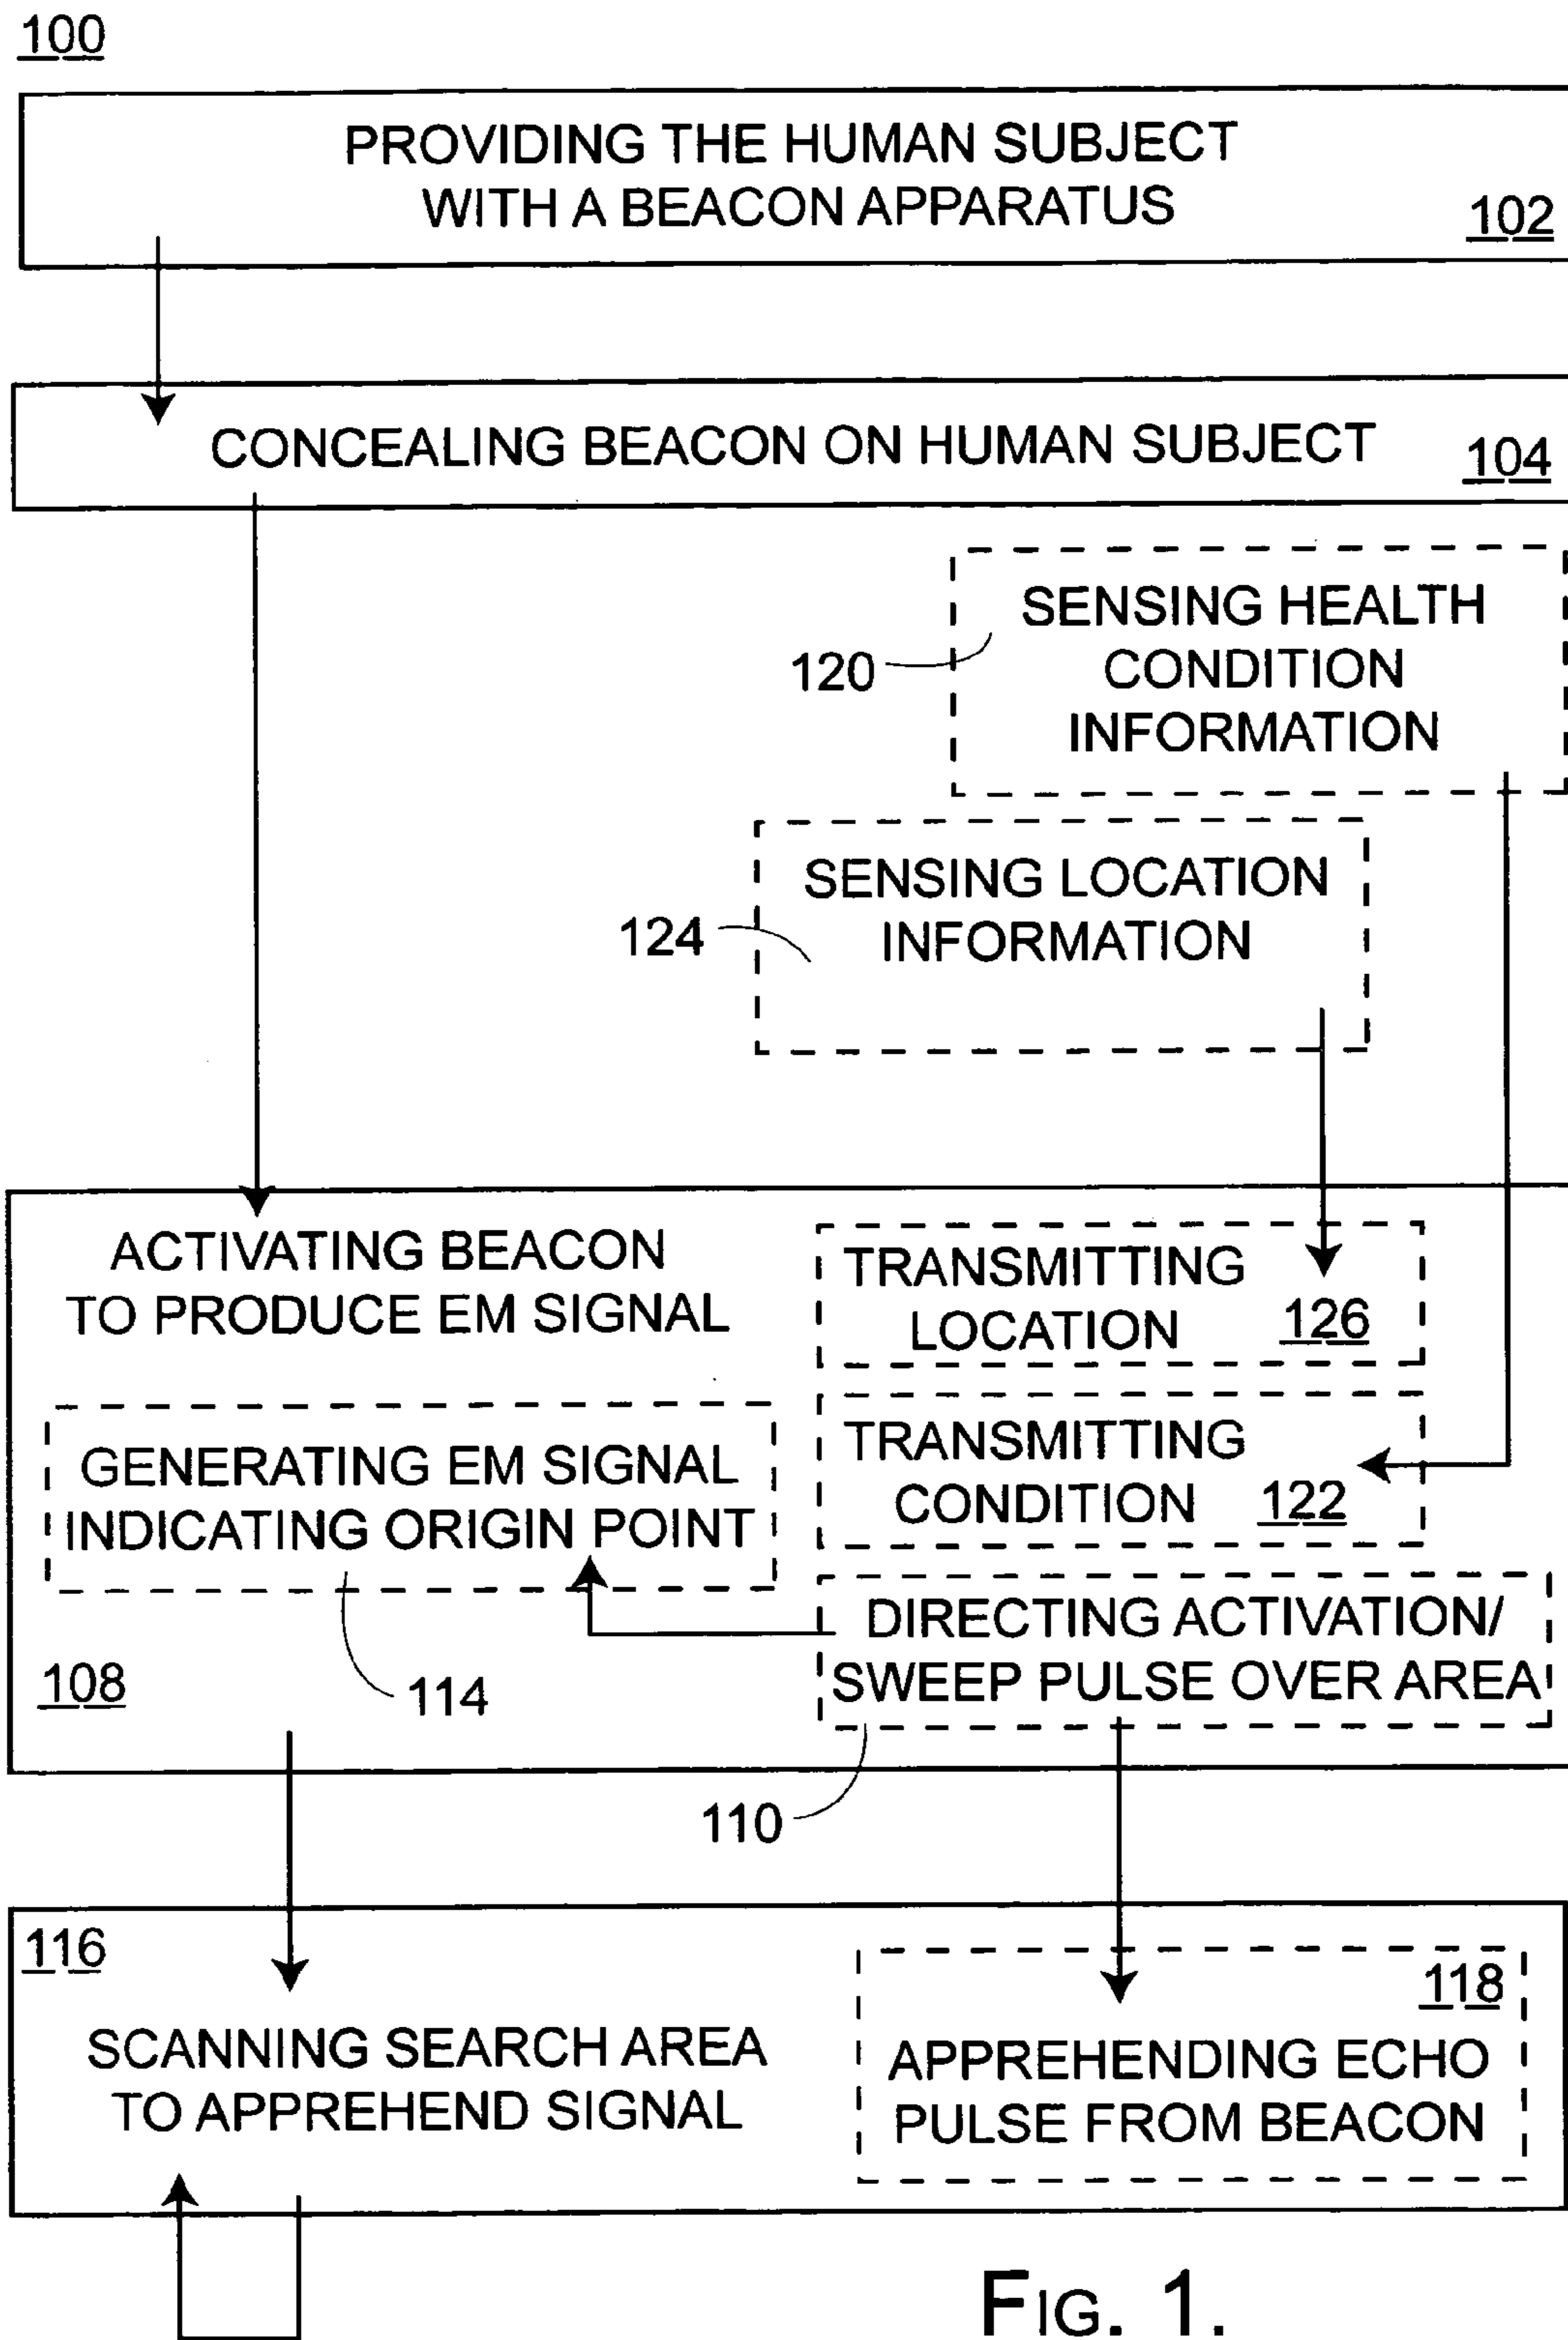 100
PROVIDING THE HUMAN SUBJECT
WITH A BEACON APPARATUS
102
CONCEALING BEACON ON HUMAN SUBJECT
104
SENSING HEALTH
CONDITION
INFORMATION
120
SENSING LOCATION
INFORMATION
124
ACTIVATING BEACON
TO PRODUCE EM SIGNAL
TRANSMITTING
LOCATION 126
GENERATING EM SIGNAL
INDICATING ORIGIN POINT
TRANSMITTING
CONDITION 122
DIRECTING ACTIVATION/
SWEEP PULSE OVER AREA
108
114
110
116
SCANNING SEARCH AREA
TO APPREHEND SIGNAL
118
APPREHENDING ECHO
PULSE FROM BEACON
FIG. 1.